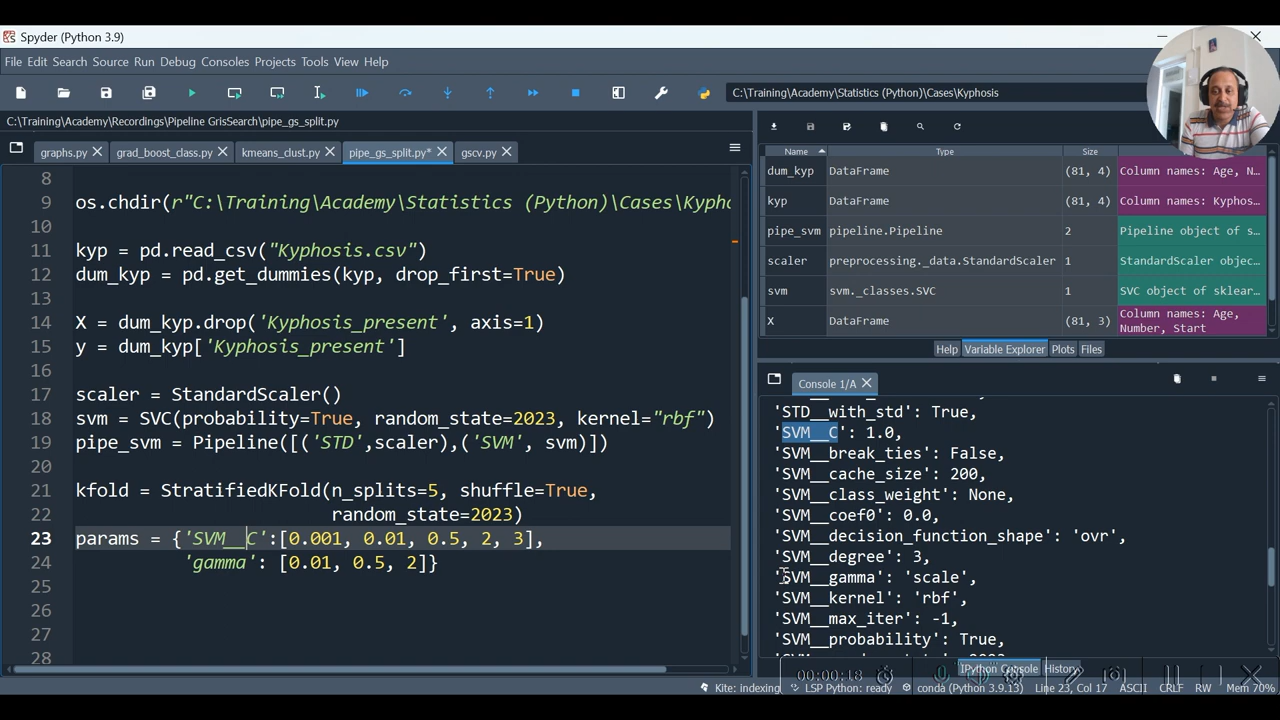 Spyder (Python 3.9)
File Edit Search Source Run Debug Consoles Projects Tools View Help
C:\Training\Academy\Statistics (Python)\Cases\Kyphosis
C:\Training\Academy\Recordings\Pipeline GrisSearch\pipe_gs_split.py
graphs.py grad_boost_class.py kmeans_clust.py pipe_gs_split.py* gscv.py
8
9 os.chdir(r"C:\Training\Academy\Statistics (Python)\Cases\Kypho
10
11 kyp = pd.read_csv("Kyphosis.csv")
12 dum_kyp = pd.get_dummies(kyp, drop_first=True)
13
14 X = dum_kyp.drop('Kyphosis_present', axis=1)
15 y = dum_kyp['Kyphosis_present']
16
17 scaler = StandardScaler()
18 svm = SVC(probability=True, random_state=2023, kernel="rbf")
19 pipe_svm = Pipeline([('STD',scaler),('SVM', svm)])
20
21 kfold = StratifiedKFold(n_splits=5, shuffle=True,
22 random_state=2023)
23 params = {'SVM__C':[0.001, 0.01, 0.5, 2, 3],
24 'gamma': [0.01, 0.5, 2]}
25
26
27
28
Name Type Size
dum_kyp DataFrame (81, 4) Column names: Age, N…
kyp DataFrame (81, 4) Column names: Kyphos…
pipe_svm pipeline.Pipeline 2 Pipeline object of s…
scaler preprocessing._data.StandardScaler 1 StandardScaler objec…
svm svm._classes.SVC 1 SVC object of sklear…
X DataFrame (81, 3) Column names: Age,
Number, Start
Help Variable Explorer Plots Files
Console 1/A
'STD__with_std': True,
'SVM__C': 1.0,
'SVM__break_ties': False,
'SVM__cache_size': 200,
'SVM__class_weight': None,
'SVM__coef0': 0.0,
'SVM__decision_function_shape': 'ovr',
'SVM__degree': 3,
'SVM__gamma': 'scale',
'SVM__kernel': 'rbf',
'SVM__max_iter': -1,
'SVM__probability': True,
IPython Console History
00:00:18
Kite: indexing LSP Python: ready conda (Python 3.9.13) Line 23, Col 17 ASCII CRLF RW Mem 70%